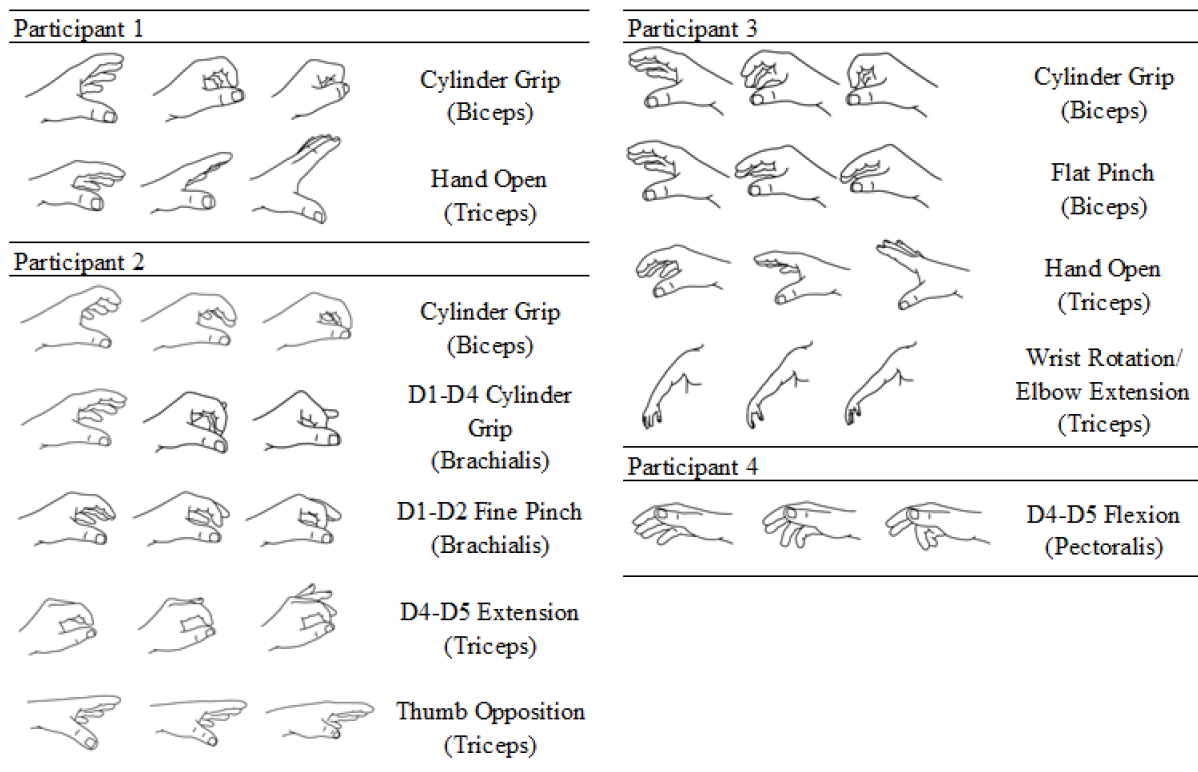 Participant 1
Cylinder Grip
(Biceps)
Hand Open
(Triceps)
Participant 2
Cylinder Grip
(Biceps)
D1-D4 Cylinder
Grip
(Brachialis)
D1-D2 Fine Pinch
(Brachialis)
D4-D5 Extension
(Triceps)
Thumb Opposition
(Triceps)
Participant 3
Cylinder Grip
(Biceps)
Flat Pinch
(Biceps)
Hand Open
(Triceps)
Wrist Rotation/
Elbow Extension
(Triceps)
Participant 4
D4-D5 Flexion
(Pectoralis)